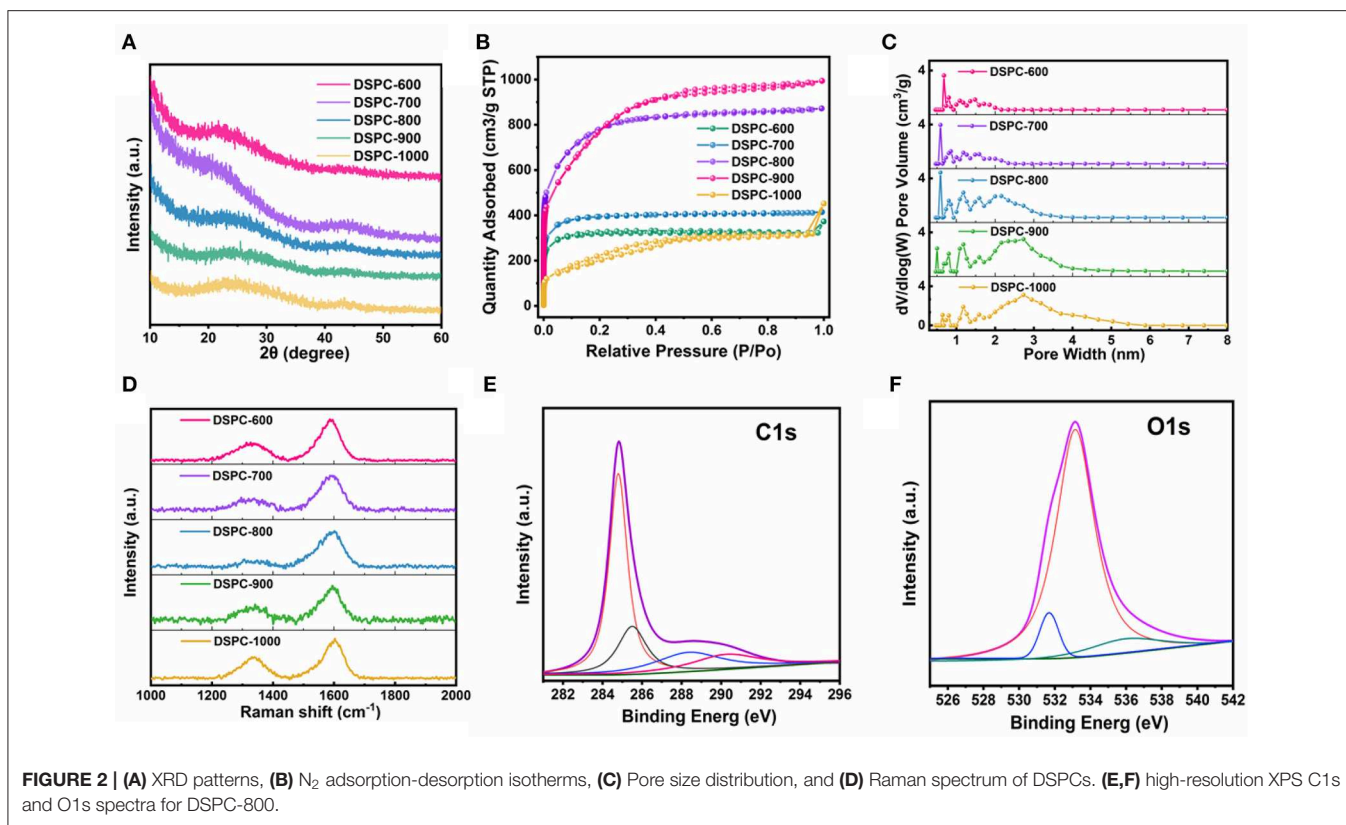 A
DSPC-600
DSPC-700
DSPC-800
DSPC-900
DSPC-1000
Intensity (a.u.)
10 20 30 40 50 60
2θ (degree)
B
1000
800
600
400
200
0
Quantity Adsorbed (cm3/g STP)
DSPC-600
DSPC-700
DSPC-800
DSPC-900
DSPC-1000
0.0 0.2 0.4 0.6 0.8 1.0
Relative Pressure (P/Po)
C
4
DSPC-600
4
DSPC-700
4
DSPC-800
4
DSPC-900
4
DSPC-1000
0
dV/dlog(W) Pore Volume (cm³/g)
1 2 3 4 5 6 7 8
Pore Width (nm)
D
DSPC-600
DSPC-700
DSPC-800
DSPC-900
DSPC-1000
Intensity (a.u.)
1000 1200 1400 1600 1800 2000
Raman shift (cm⁻¹)
E
C1s
Intensity (a.u.)
282 284 286 288 290 292 294 296
Binding Energ (eV)
F
O1s
Intensity (a.u.)
526 528 530 532 534 536 538 540 542
Binding Energ (eV)
FIGURE 2 | (A) XRD patterns, (B) N₂ adsorption-desorption isotherms, (C) Pore size distribution, and (D) Raman spectrum of DSPCs. (E,F) high-resolution XPS C1s
and O1s spectra for DSPC-800.